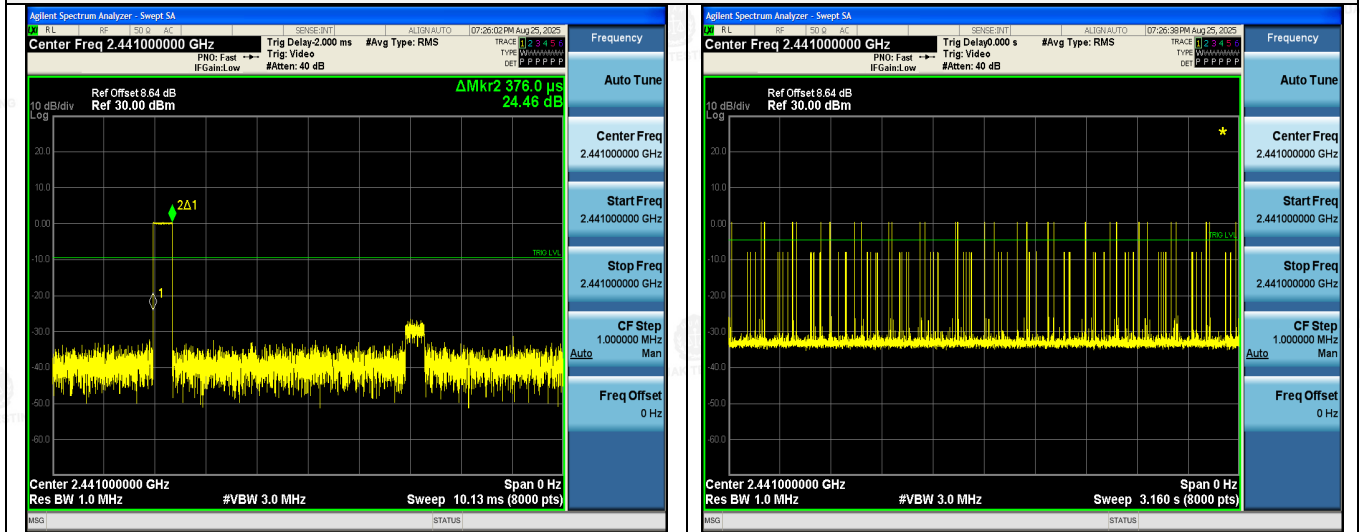 Agilent Spectrum Analyzer - Swept SA
LXI RL RF 50 Ω AC SENSE:INT ALIGN AUTO 07:26:02 PM Aug 25, 2025
Center Freq 2.441000000 GHz
Trig Delay-2.000 ms #Avg Type: RMS
TRACE 1 2 3 4 5 6
PNO: Fast Trig: Video
TYPE WWWWWW
IFGain:Low #Atten: 40 dB
DET P P P P P P
ΔMkr2 376.0 µs
24.46 dB
Ref Offset 8.64 dB
10 dB/div Ref 30.00 dBm
Log
20.0
10.0
0.00
-10.0
-20.0
-30.0
-40.0
-50.0
-60.0
2Δ1
1
TRIG LVL
Center 2.441000000 GHz Span 0 Hz
Res BW 1.0 MHz #VBW 3.0 MHz Sweep 10.13 ms (8000 pts)
MSG STATUS
Frequency
Auto Tune
Center Freq
2.441000000 GHz
Start Freq
2.441000000 GHz
Stop Freq
2.441000000 GHz
CF Step
1.000000 MHz
Auto Man
Freq Offset
0 Hz
Agilent Spectrum Analyzer - Swept SA
LXI RL RF 50 Ω AC SENSE:INT ALIGN AUTO 07:26:38 PM Aug 25, 2025
Center Freq 2.441000000 GHz
Trig Delay0.000 s #Avg Type: RMS
TRACE 1 2 3 4 5 6
PNO: Fast Trig: Video
TYPE WWWWWW
IFGain:Low #Atten: 40 dB
DET P P P P P P
Ref Offset 8.64 dB
10 dB/div Ref 30.00 dBm
Log
*
20.0
10.0
0.00
-10.0
-20.0
-30.0
-40.0
-50.0
-60.0
TRIG LVL
Center 2.441000000 GHz Span 0 Hz
Res BW 1.0 MHz #VBW 3.0 MHz Sweep 3.160 s (8000 pts)
MSG STATUS
Frequency
Auto Tune
Center Freq
2.441000000 GHz
Start Freq
2.441000000 GHz
Stop Freq
2.441000000 GHz
CF Step
1.000000 MHz
Auto Man
Freq Offset
0 Hz